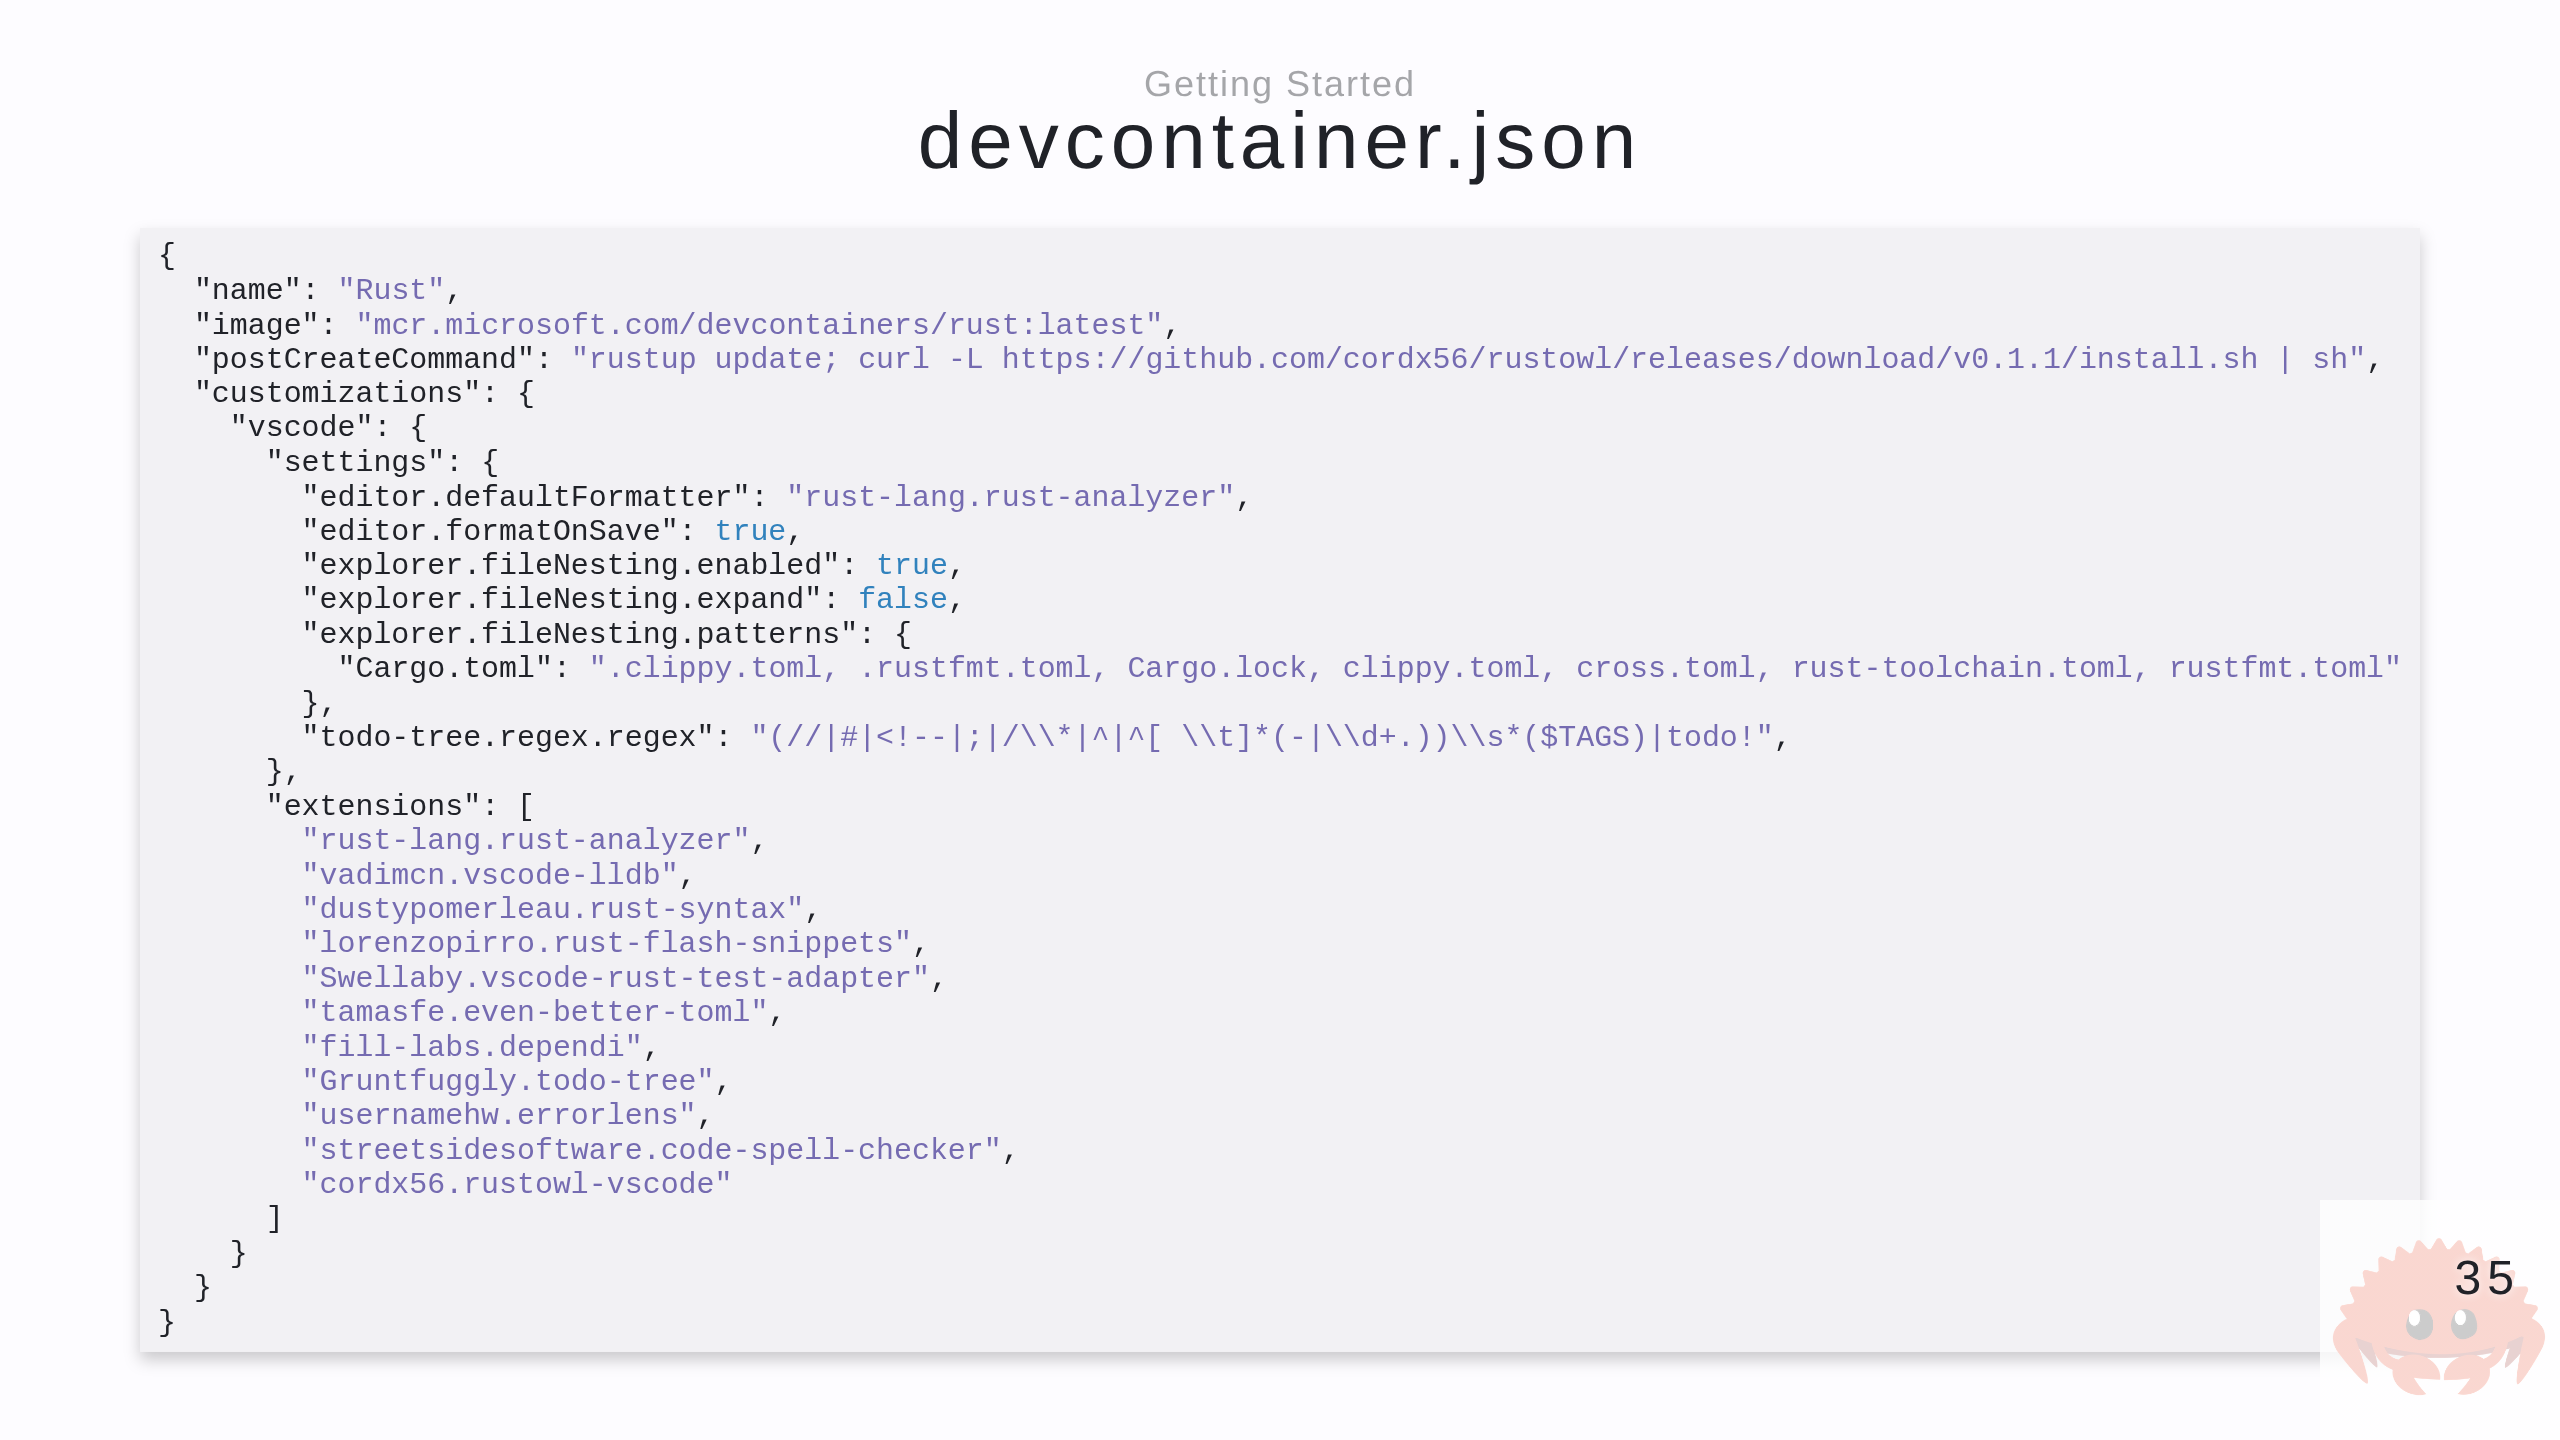 Getting Started
devcontainer.json
{
  "name": "Rust",
  "image": "mcr.microsoft.com/devcontainers/rust:latest",
  "postCreateCommand": "rustup update; curl -L https://github.com/cordx56/rustowl/releases/download/v0.1.1/install.sh | sh",
  "customizations": {
    "vscode": {
      "settings": {
        "editor.defaultFormatter": "rust-lang.rust-analyzer",
        "editor.formatOnSave": true,
        "explorer.fileNesting.enabled": true,
        "explorer.fileNesting.expand": false,
        "explorer.fileNesting.patterns": {
          "Cargo.toml": ".clippy.toml, .rustfmt.toml, Cargo.lock, clippy.toml, cross.toml, rust-toolchain.toml, rustfmt.toml"
        },
        "todo-tree.regex.regex": "(//|#|<!--|;|/\\*|^|^[ \\t]*(-|\\d+.))\\s*($TAGS)|todo!",
      },
      "extensions": [
        "rust-lang.rust-analyzer",
        "vadimcn.vscode-lldb",
        "dustypomerleau.rust-syntax",
        "lorenzopirro.rust-flash-snippets",
        "Swellaby.vscode-rust-test-adapter",
        "tamasfe.even-better-toml",
        "fill-labs.dependi",
        "Gruntfuggly.todo-tree",
        "usernamehw.errorlens",
        "streetsidesoftware.code-spell-checker",
        "cordx56.rustowl-vscode"
      ]
    }
  }
}
35